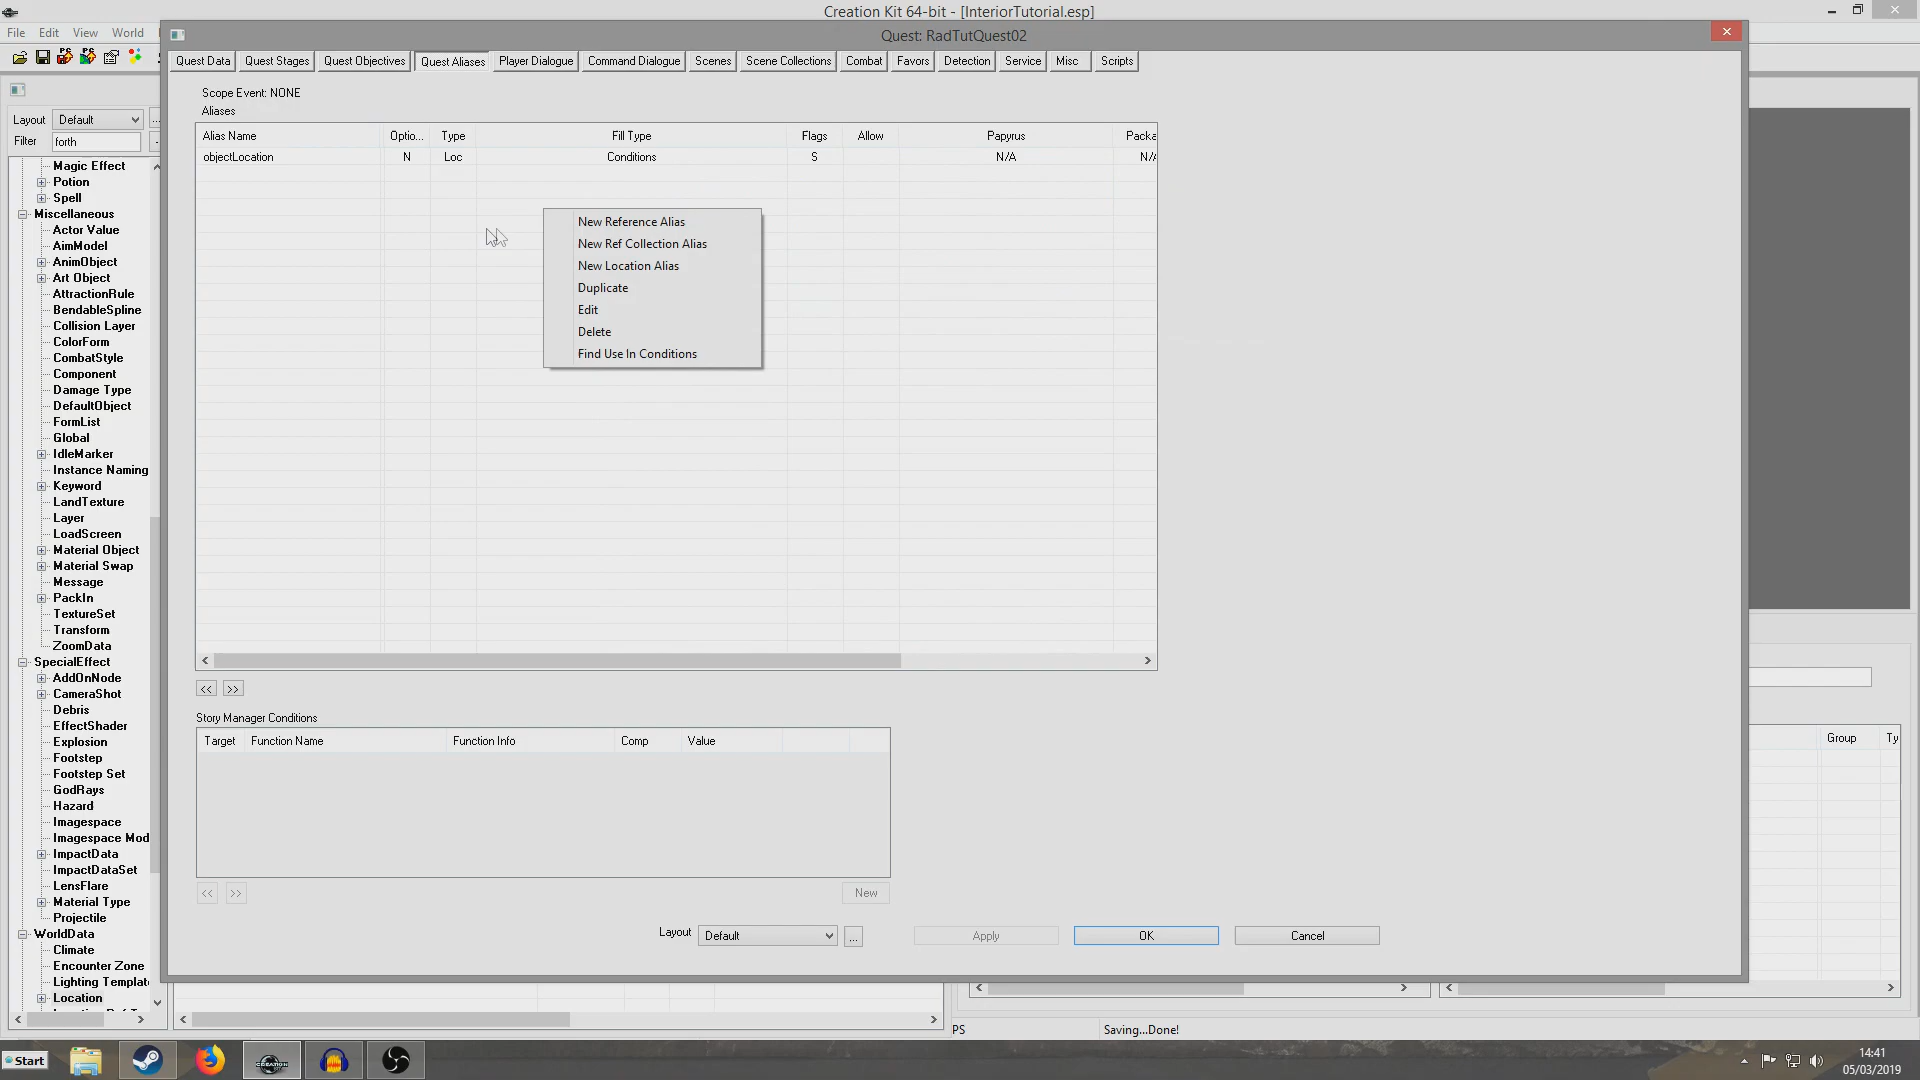 Creation Kit 64-bit - [InteriorTutorial.esp]
File Edit View World
Quest: RadTutQuest02
Quest Data Quest Stages Quest Objectives Quest Aliases Player Dialogue Command Dialogue Scenes Scene Collections Combat Favors Detection Service Misc Scripts
Scope Event: NONE
Aliases
Alias Name Optio... Type Fill Type Flags Allow Papyrus Packa
objectLocation N Loc Conditions S N/A N/A
New Reference Alias
New Ref Collection Alias
New Location Alias
Duplicate
Edit
Delete
Find Use In Conditions
<< >>
Story Manager Conditions
Target Function Name Function Info Comp Value
<< >> New
Layout Default ... Apply OK Cancel
Layout Default ...
Filter forth
Magic Effect
Potion
Spell
Miscellaneous
Actor Value
AimModel
AnimObject
Art Object
AttractionRule
BendableSpline
Collision Layer
ColorForm
CombatStyle
Component
Damage Type
DefaultObject
FormList
Global
IdleMarker
Instance Naming
Keyword
LandTexture
Layer
LoadScreen
Material Object
Material Swap
Message
PackIn
TextureSet
Transform
ZoomData
SpecialEffect
AddOnNode
CameraShot
Debris
EffectShader
Explosion
Footstep
Footstep Set
GodRays
Hazard
Imagespace
Imagespace Mod
ImpactData
ImpactDataSet
LensFlare
Material Type
Projectile
WorldData
Climate
Encounter Zone
Lighting Templat
Location
Group Ty
PS Saving...Done!
Start
CREATION
14:41
05/03/2019